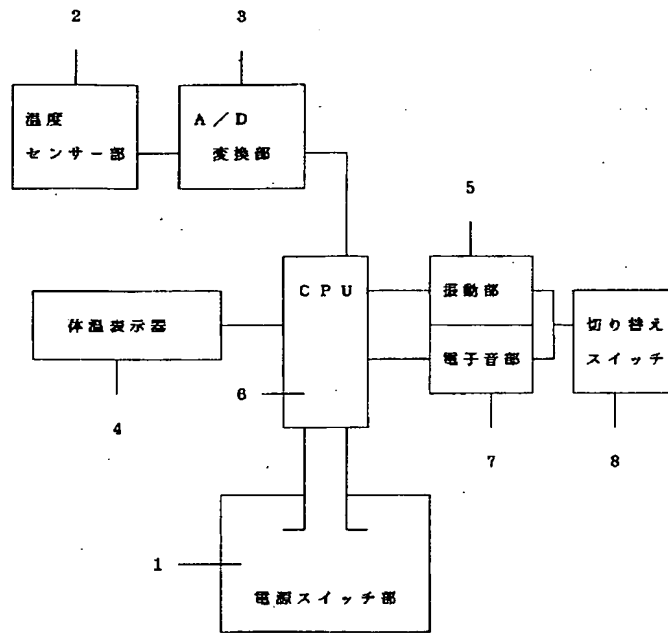 2
3
温度
センサー部
A/D
変換部
5
CPU
振動部
体温表示器
電子音部
切り替え
スイッチ
6
4
7
8
1
電源スイッチ部